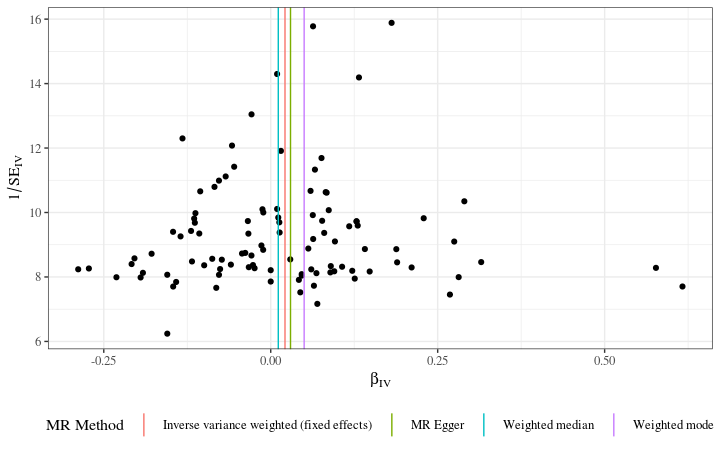 16
14
12
10
8
6
1/SE_IV
-0.25
0.00
0.25
0.50
β_IV
MR Method
Inverse variance weighted (fixed effects)
MR Egger
Weighted median
Weighted mode